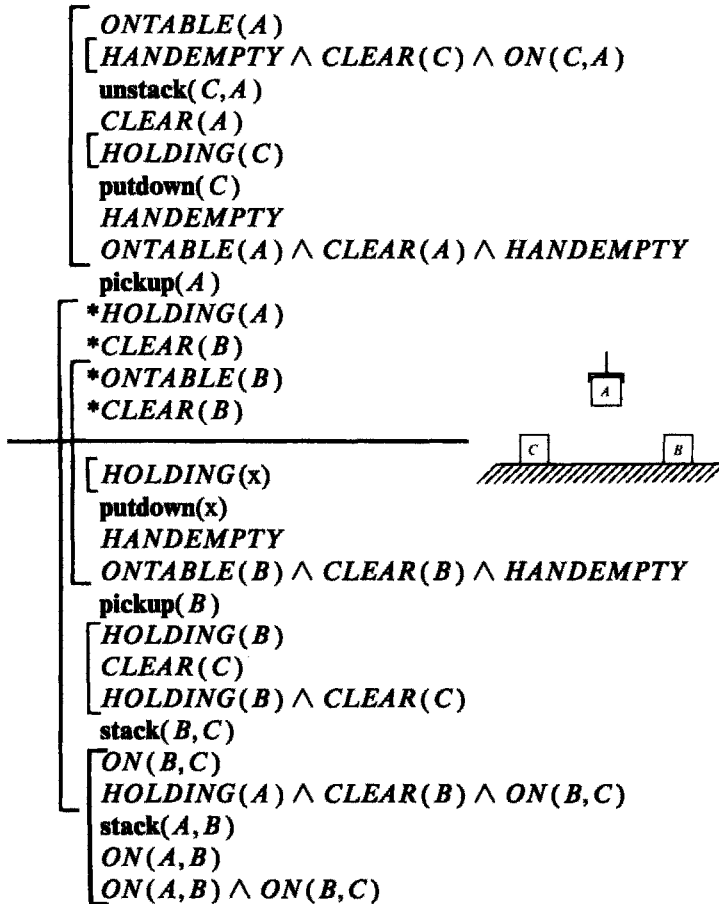 ONTABLE(A)
HANDEMPTY ∧ CLEAR(C) ∧ ON(C,A)
unstack(C,A)
CLEAR(A)
HOLDING(C)
putdown(C)
HANDEMPTY
ONTABLE(A) ∧ CLEAR(A) ∧ HANDEMPTY
pickup(A)
*HOLDING(A)
*CLEAR(B)
*ONTABLE(B)
*CLEAR(B)
A
C B
HOLDING(x)
putdown(x)
HANDEMPTY
ONTABLE(B) ∧ CLEAR(B) ∧ HANDEMPTY
pickup(B)
HOLDING(B)
CLEAR(C)
HOLDING(B) ∧ CLEAR(C)
stack(B,C)
ON(B,C)
HOLDING(A) ∧ CLEAR(B) ∧ ON(B,C)
stack(A,B)
ON(A,B)
ON(A,B) ∧ ON(B,C)